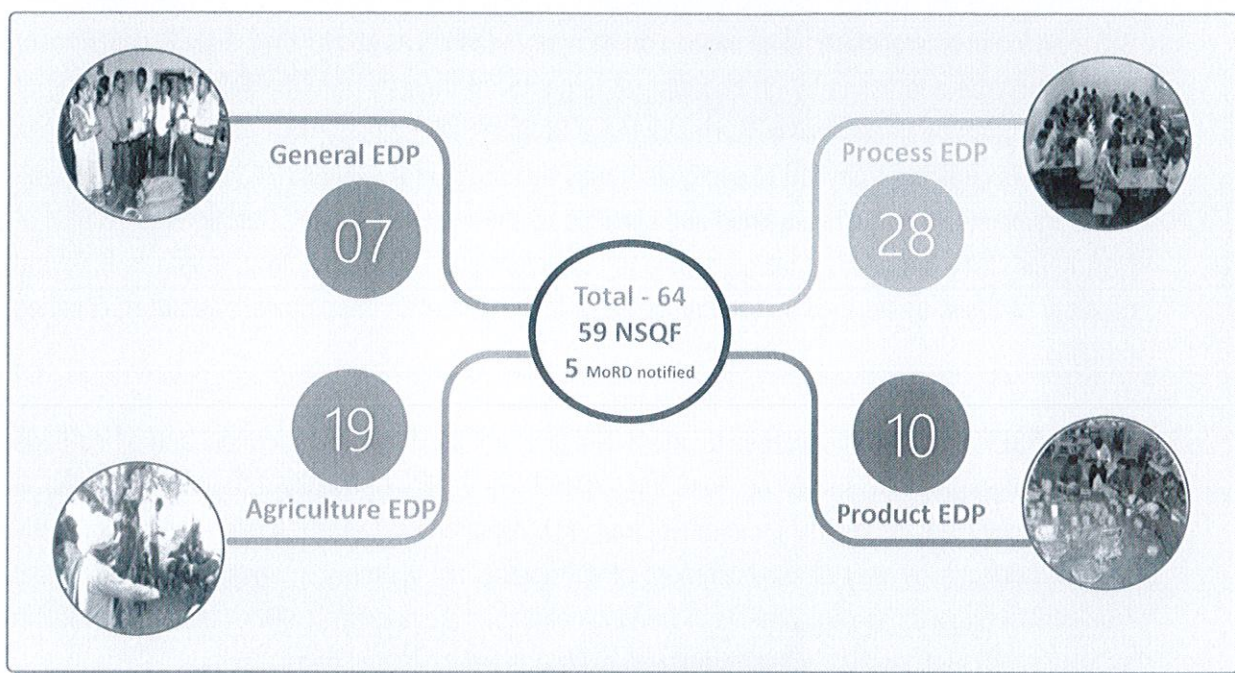 General EDP
07
Process EDP
28
Total - 64
59 NSQF
5 MoRD notified
19
Agriculture EDP
10
Product EDP